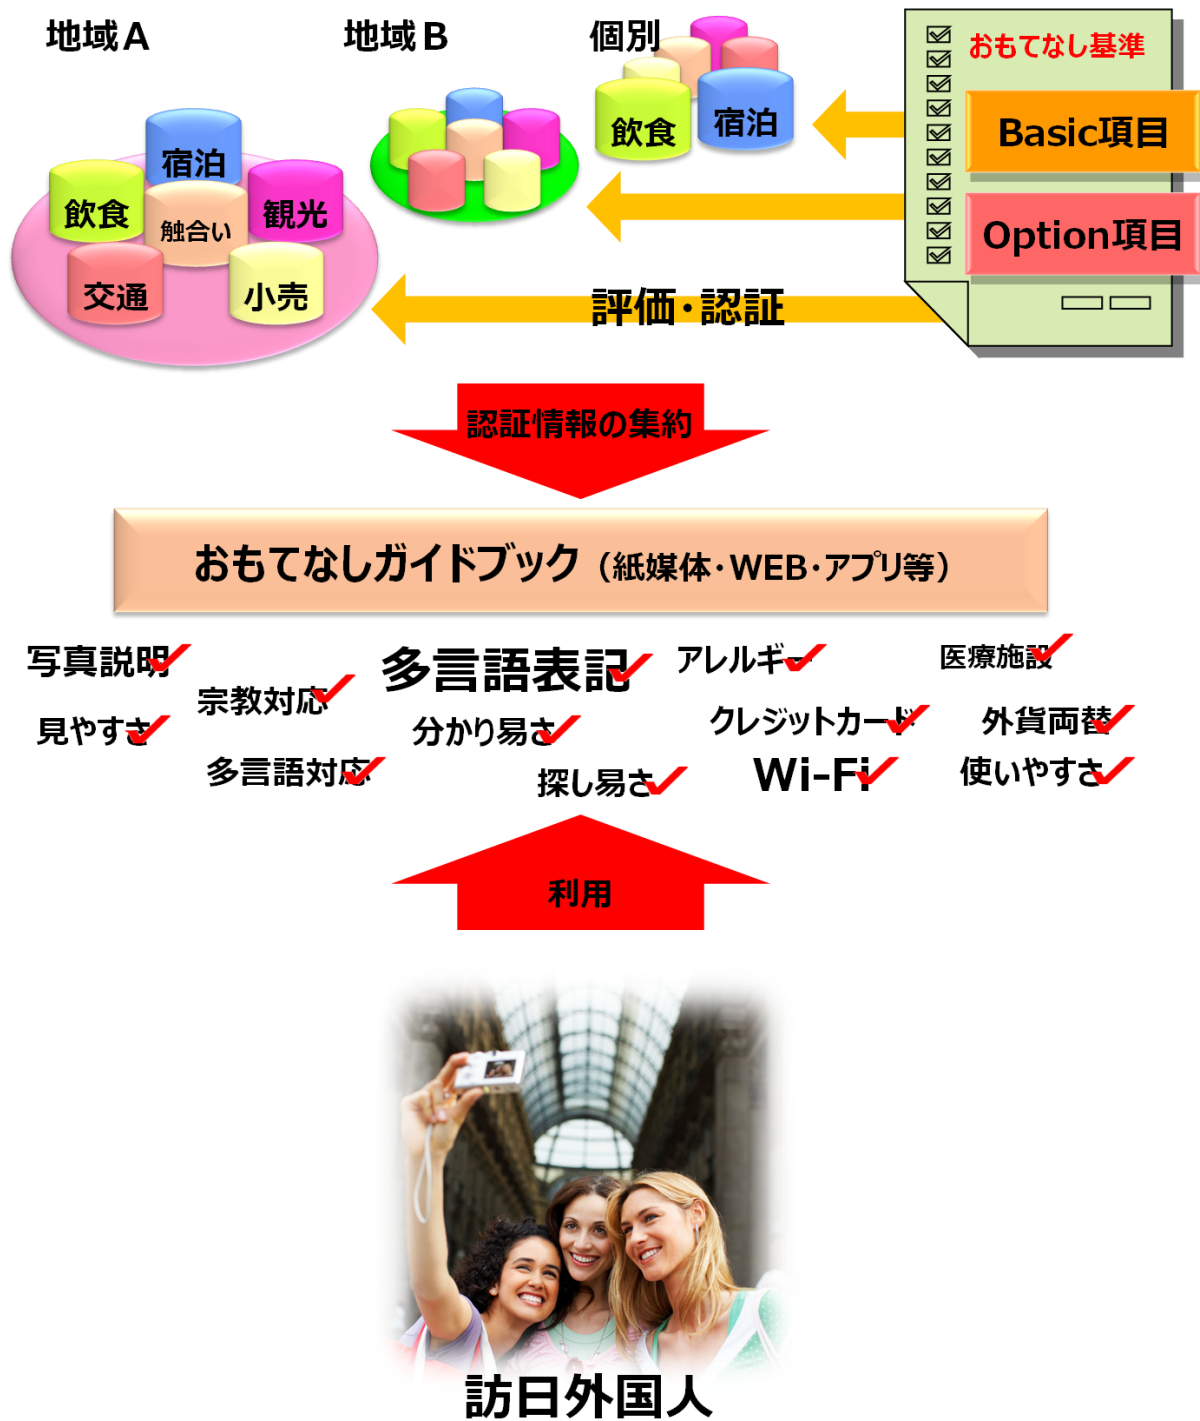 地域A
地域B
個別
おもてなし基準
Basic項目
Option項目
飲食
宿泊
宿泊
飲食
観光
触合い
交通
小売
評価・認証
認証情報の集約
おもてなしガイドブック（紙媒体・WEB・アプリ等）
写真説明
多言語表記
アレルギー
医療施設
宗教対応
見やすさ
分かり易さ
クレジットカード
外貨両替
多言語対応
探し易さ
Wi-Fi
使いやすさ
利用
訪日外国人